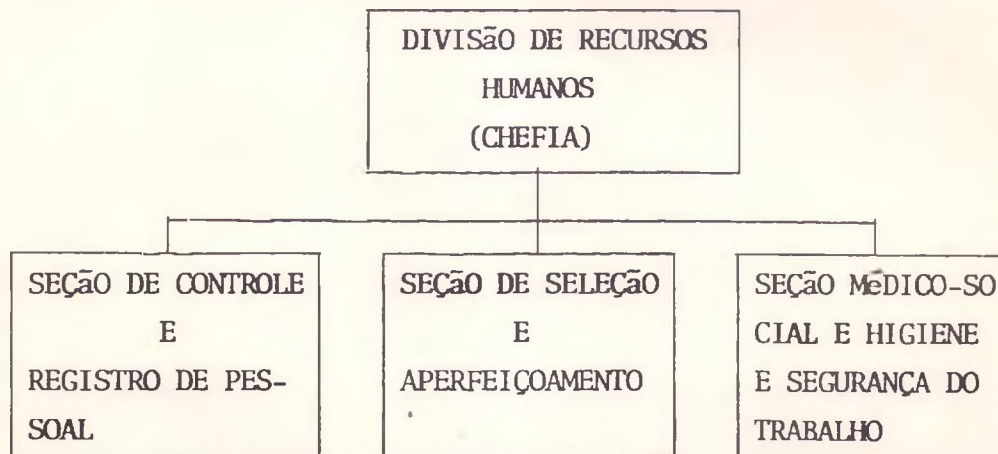 DIVISãO DE RECURSOS
HUMANOS
(CHEFIA)
SEÇãO DE CONTROLE
E
REGISTRO DE PES-
SOAL
SEÇãO DE SELEÇãO
E
APERFEIÇOAMENTO
SEÇãO MéDICO-SO
CIAL E HIGIENE
E SEGURANÇA DO
TRABALHO